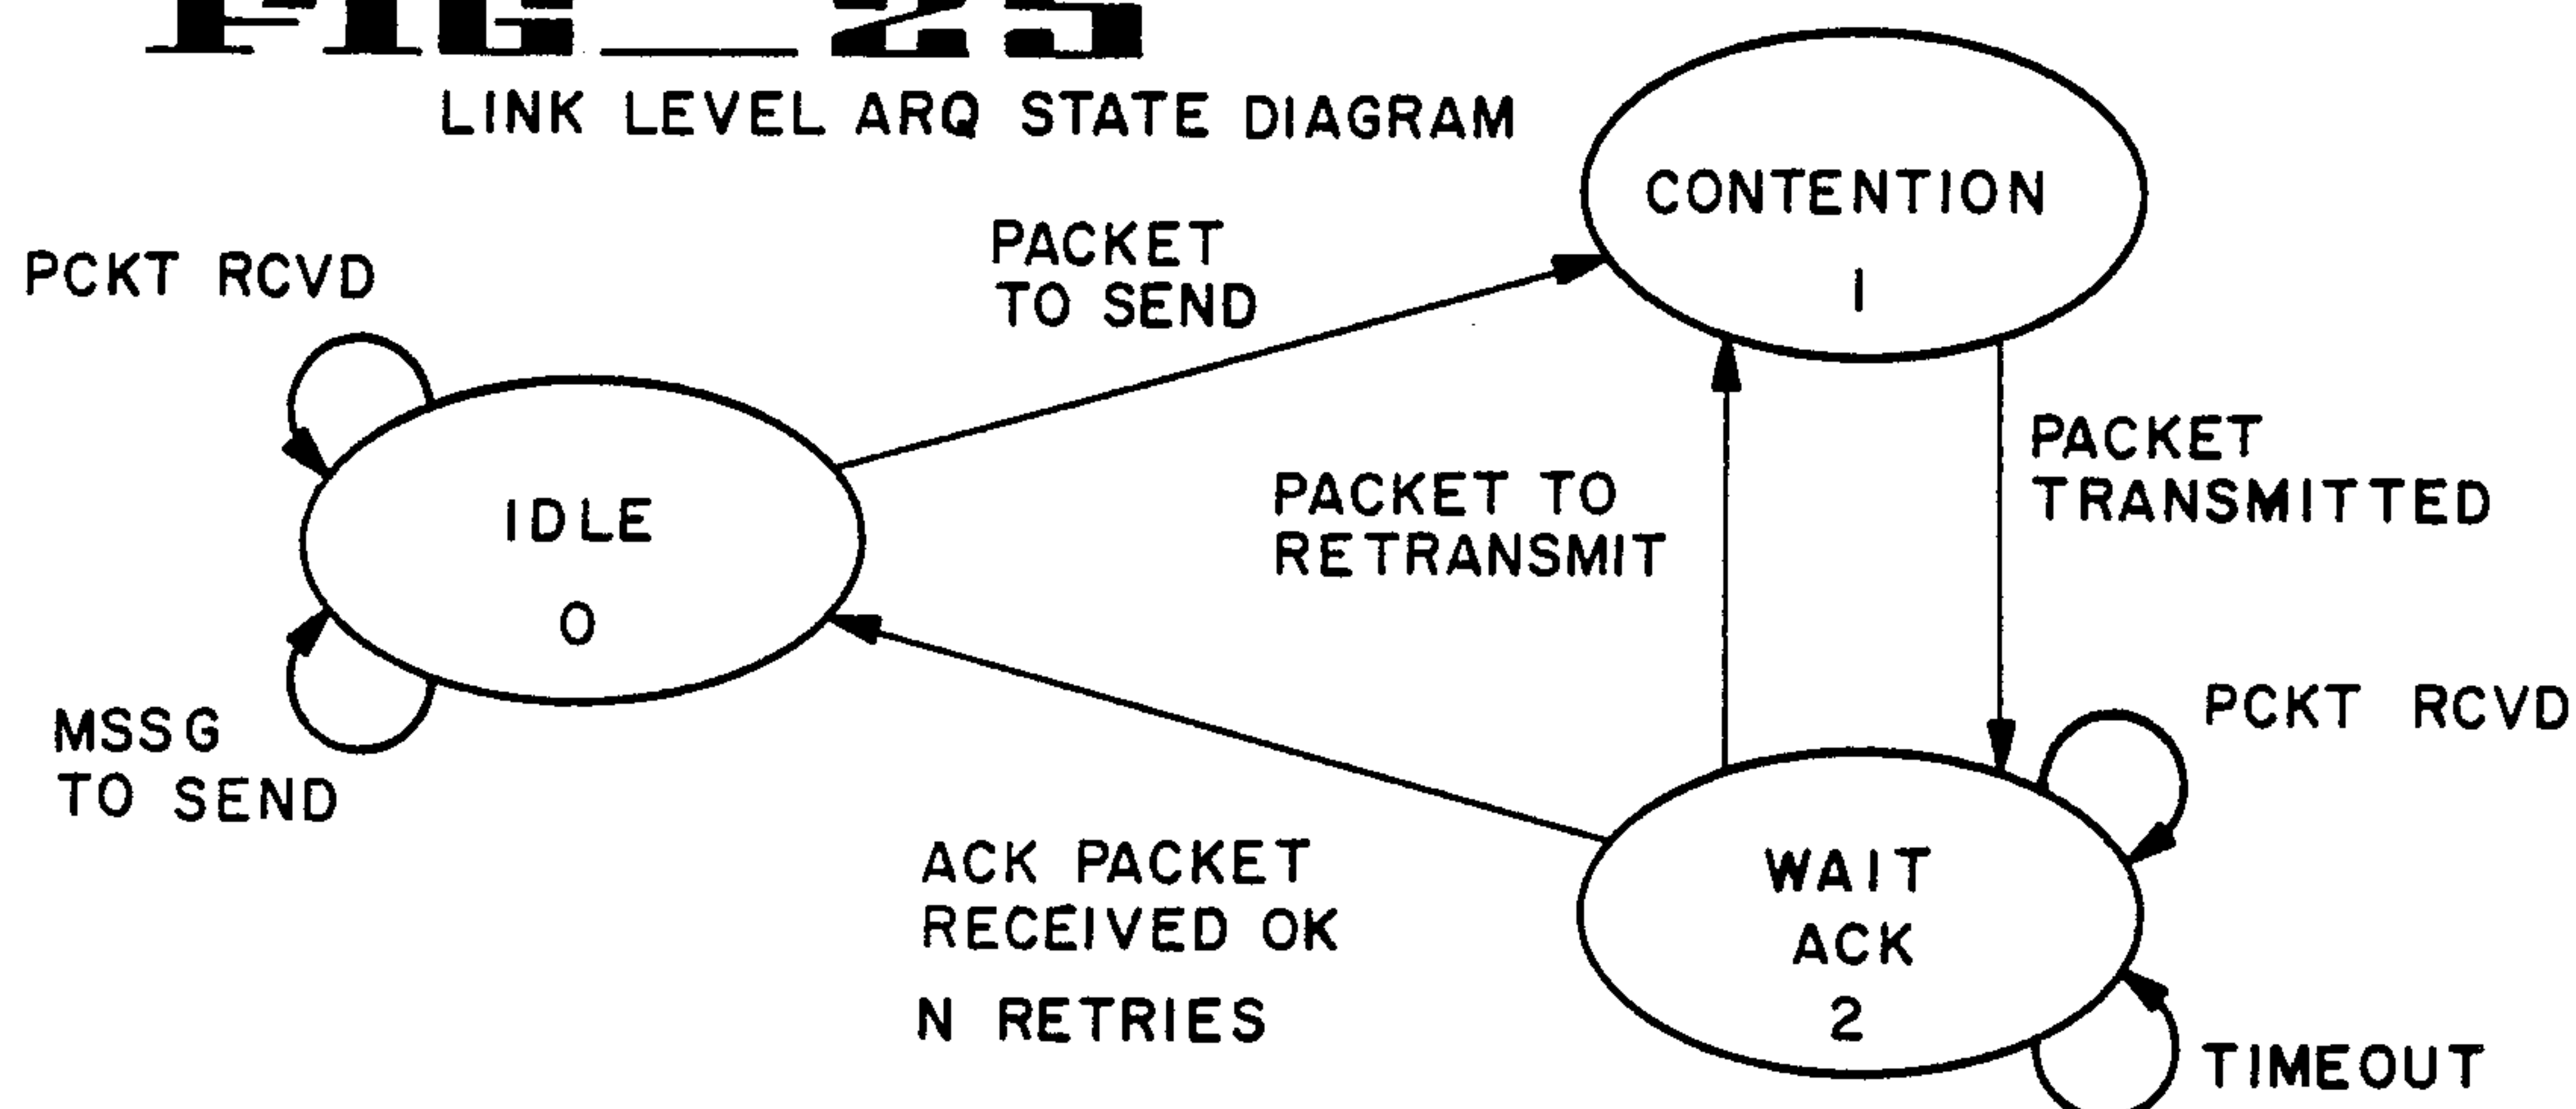 FIG__25
LINK LEVEL ARQ STATE DIAGRAM
CONTENTION
1
PACKET
TO SEND
PCKT RCVD
IDLE
0
PACKET
TRANSMITTED
PACKET TO
RETRANSMIT
MSSG
TO SEND
PCKT RCVD
ACK PACKET
RECEIVED OK
N RETRIES
WAIT
ACK
2
TIMEOUT